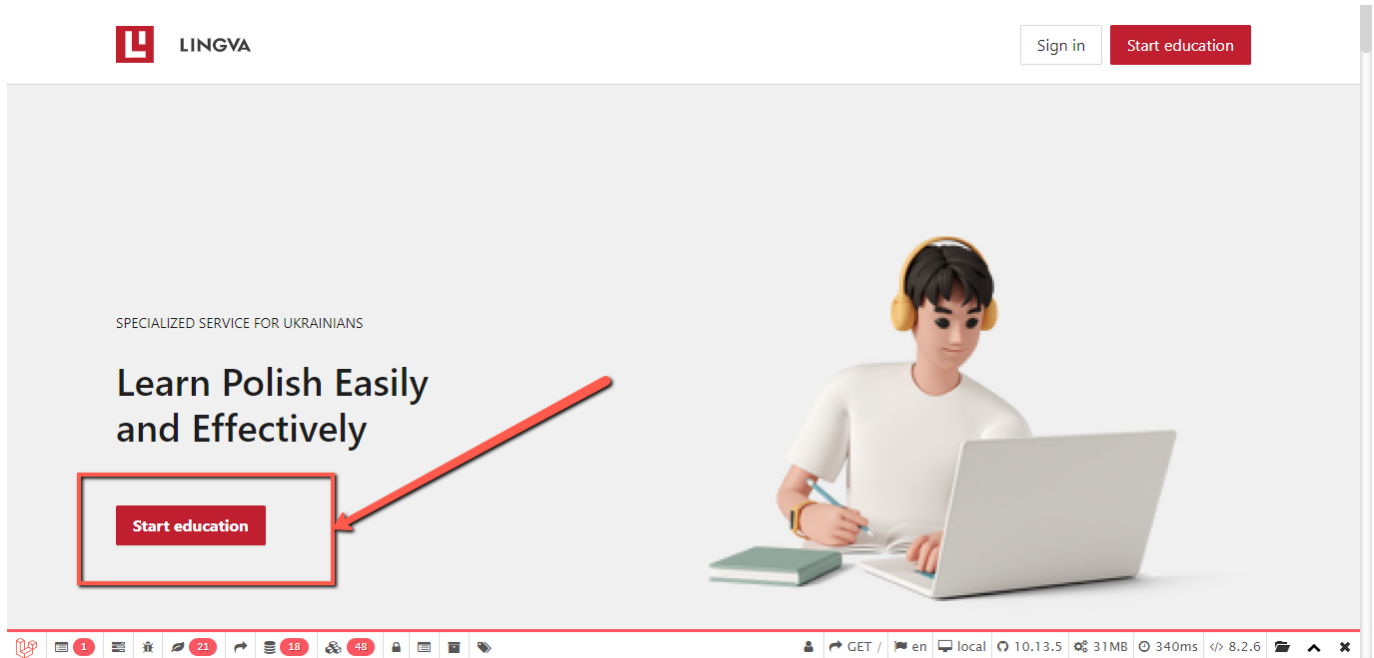 LINGVA
Sign in
Start education
SPECIALIZED SERVICE FOR UKRAINIANS
Learn Polish Easily
and Effectively
Start education
1 21 18 48 GET / en local 10.13.5 31MB 340ms </> 8.2.6